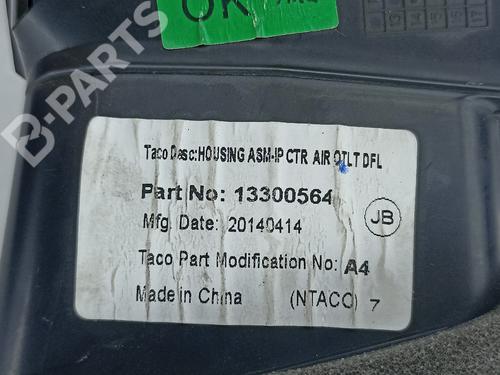 OK
Taco Desc:HOUSING ASM-IP CTR AIR OTLT DFL
Part No: 13300564
JB
Mfg. Date: 20140414
Taco Part Modification No: A4
Made in China (NTACO) 7